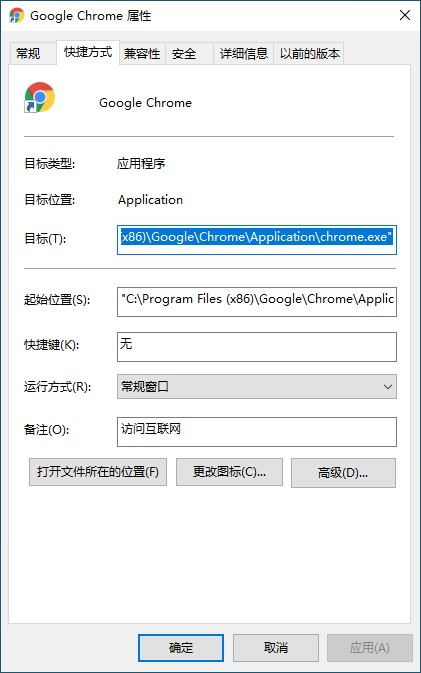 Google Chrome 属性
常规 快捷方式 兼容性 安全 详细信息 以前的版本
Google Chrome
目标类型: 应用程序
目标位置: Application
目标(T): x86)\Google\Chrome\Application\chrome.exe"
起始位置(S): "C:\Program Files (x86)\Google\Chrome\Applic
快捷键(K): 无
运行方式(R): 常规窗口
备注(O): 访问互联网
打开文件所在的位置(F) 更改图标(C)... 高级(D)...
确定 取消 应用(A)